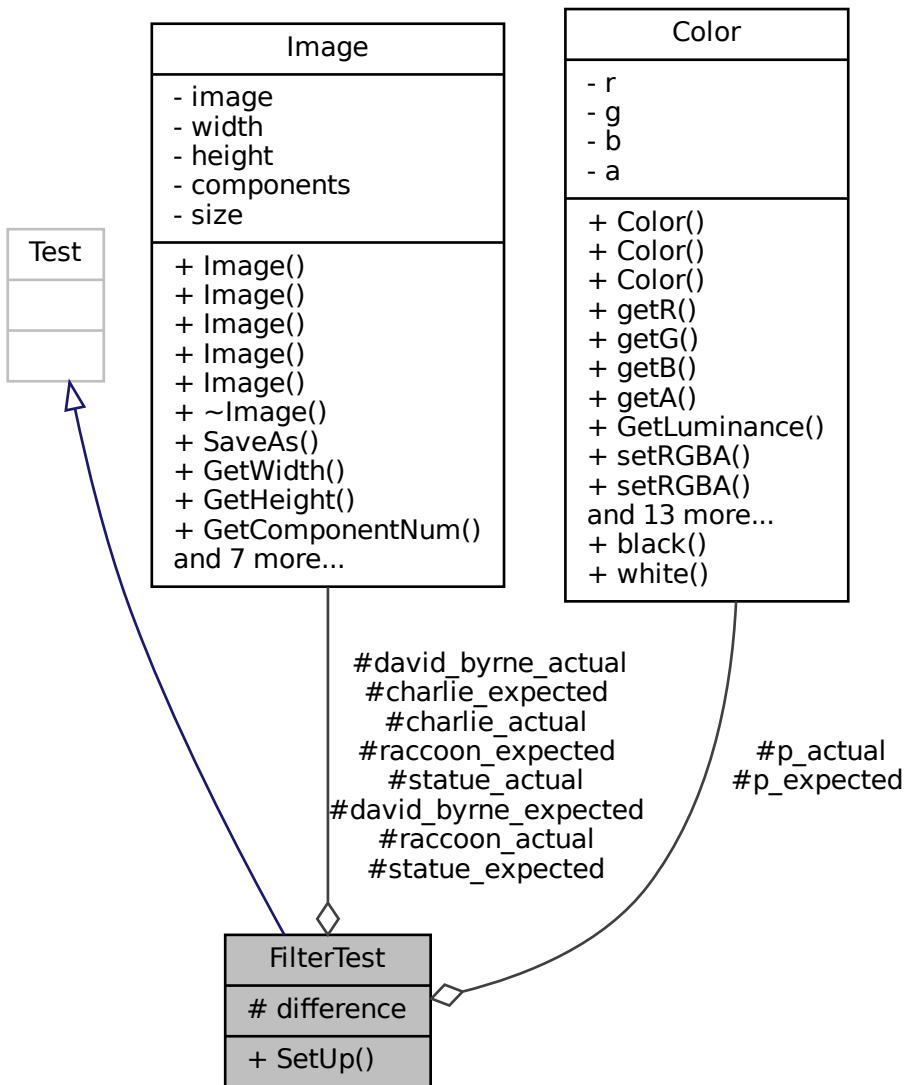 Image
- image
- width
- height
- components
- size
+ Image()
+ Image()
+ Image()
+ Image()
+ Image()
+ ~Image()
+ SaveAs()
+ GetWidth()
+ GetHeight()
+ GetComponentNum()
and 7 more...
Color
- r
- g
- b
- a
+ Color()
+ Color()
+ Color()
+ getR()
+ getG()
+ getB()
+ getA()
+ GetLuminance()
+ setRGBA()
+ setRGBA()
and 13 more...
+ black()
+ white()
Test
#david_byrne_actual
#charlie_expected
#charlie_actual
#raccoon_expected
#statue_actual
#david_byrne_expected
#raccoon_actual
#statue_expected
#p_actual
#p_expected
FilterTest
# difference
+ SetUp()